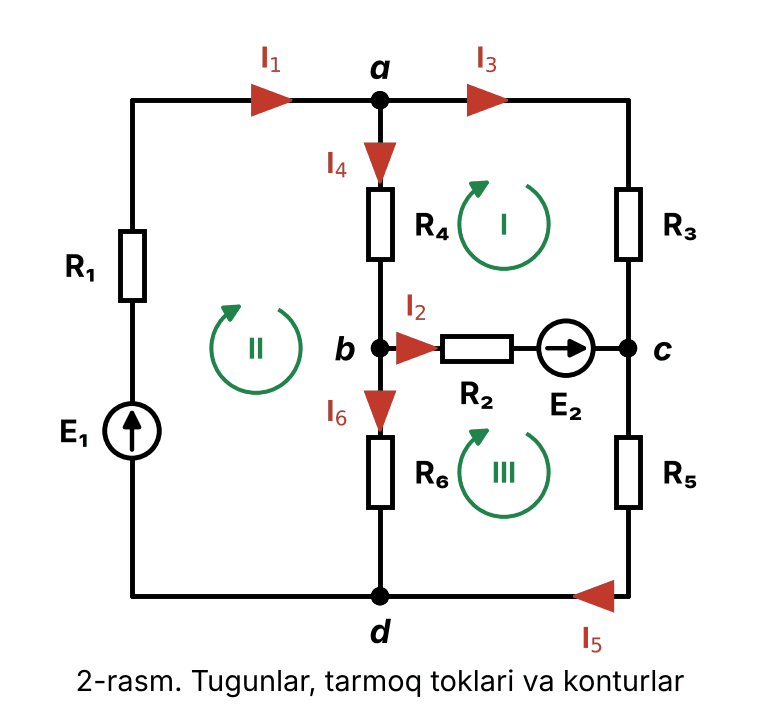 I₁
a
I₃
I₄
R₄
I
R₃
R₁
I₂
II
b
c
R₂
E₂
I₆
E₁
R₆
III
R₅
d
I₅
2-rasm. Tugunlar, tarmoq toklari va konturlar